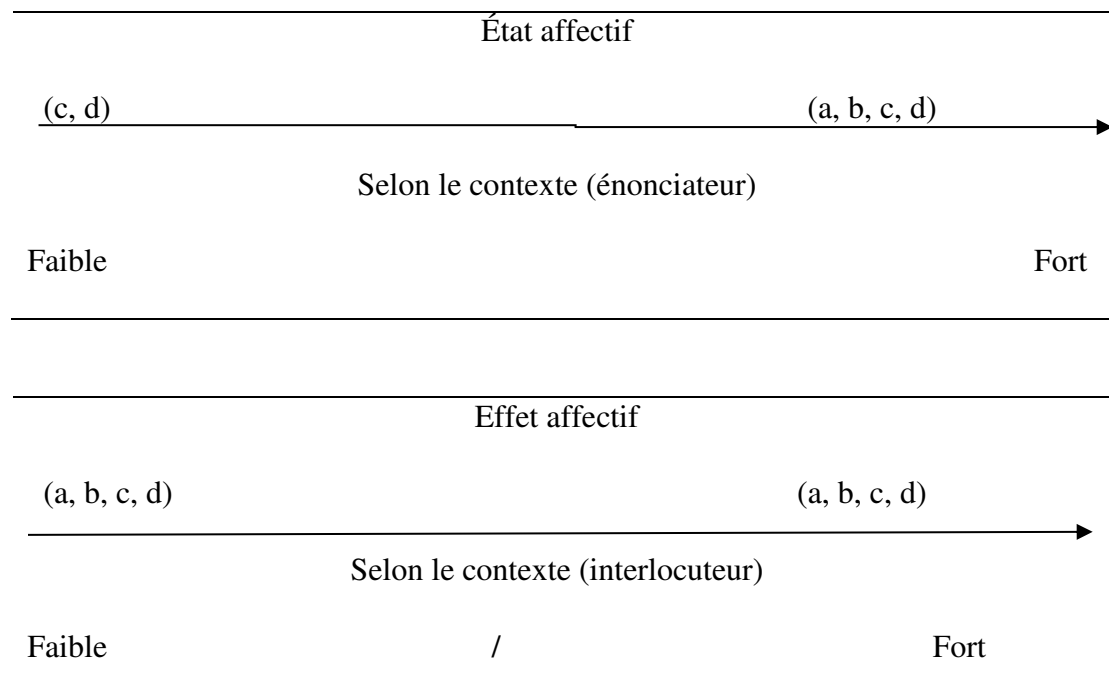 État affectif
(c, d) (a, b, c, d)
Selon le contexte (énonciateur)
Faible Fort
Effet affectif
(a, b, c, d) (a, b, c, d)
Selon le contexte (interlocuteur)
Faible / Fort